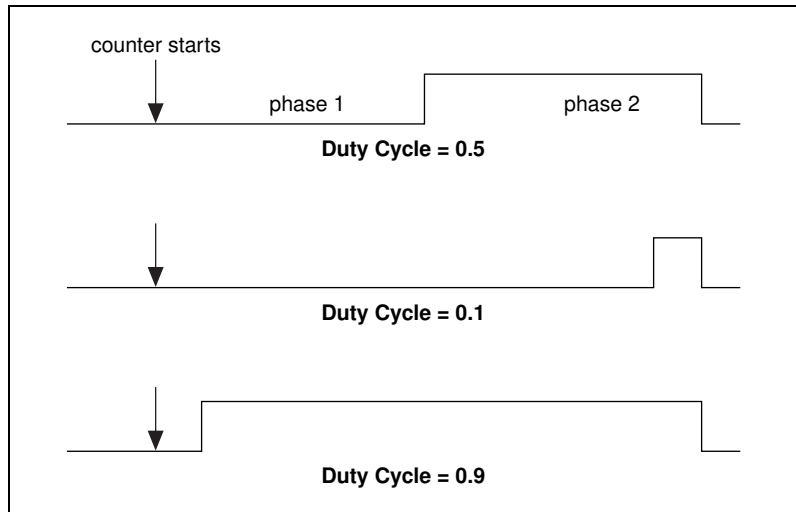 counter starts
phase 1
phase 2
Duty Cycle = 0.5
Duty Cycle = 0.1
Duty Cycle = 0.9